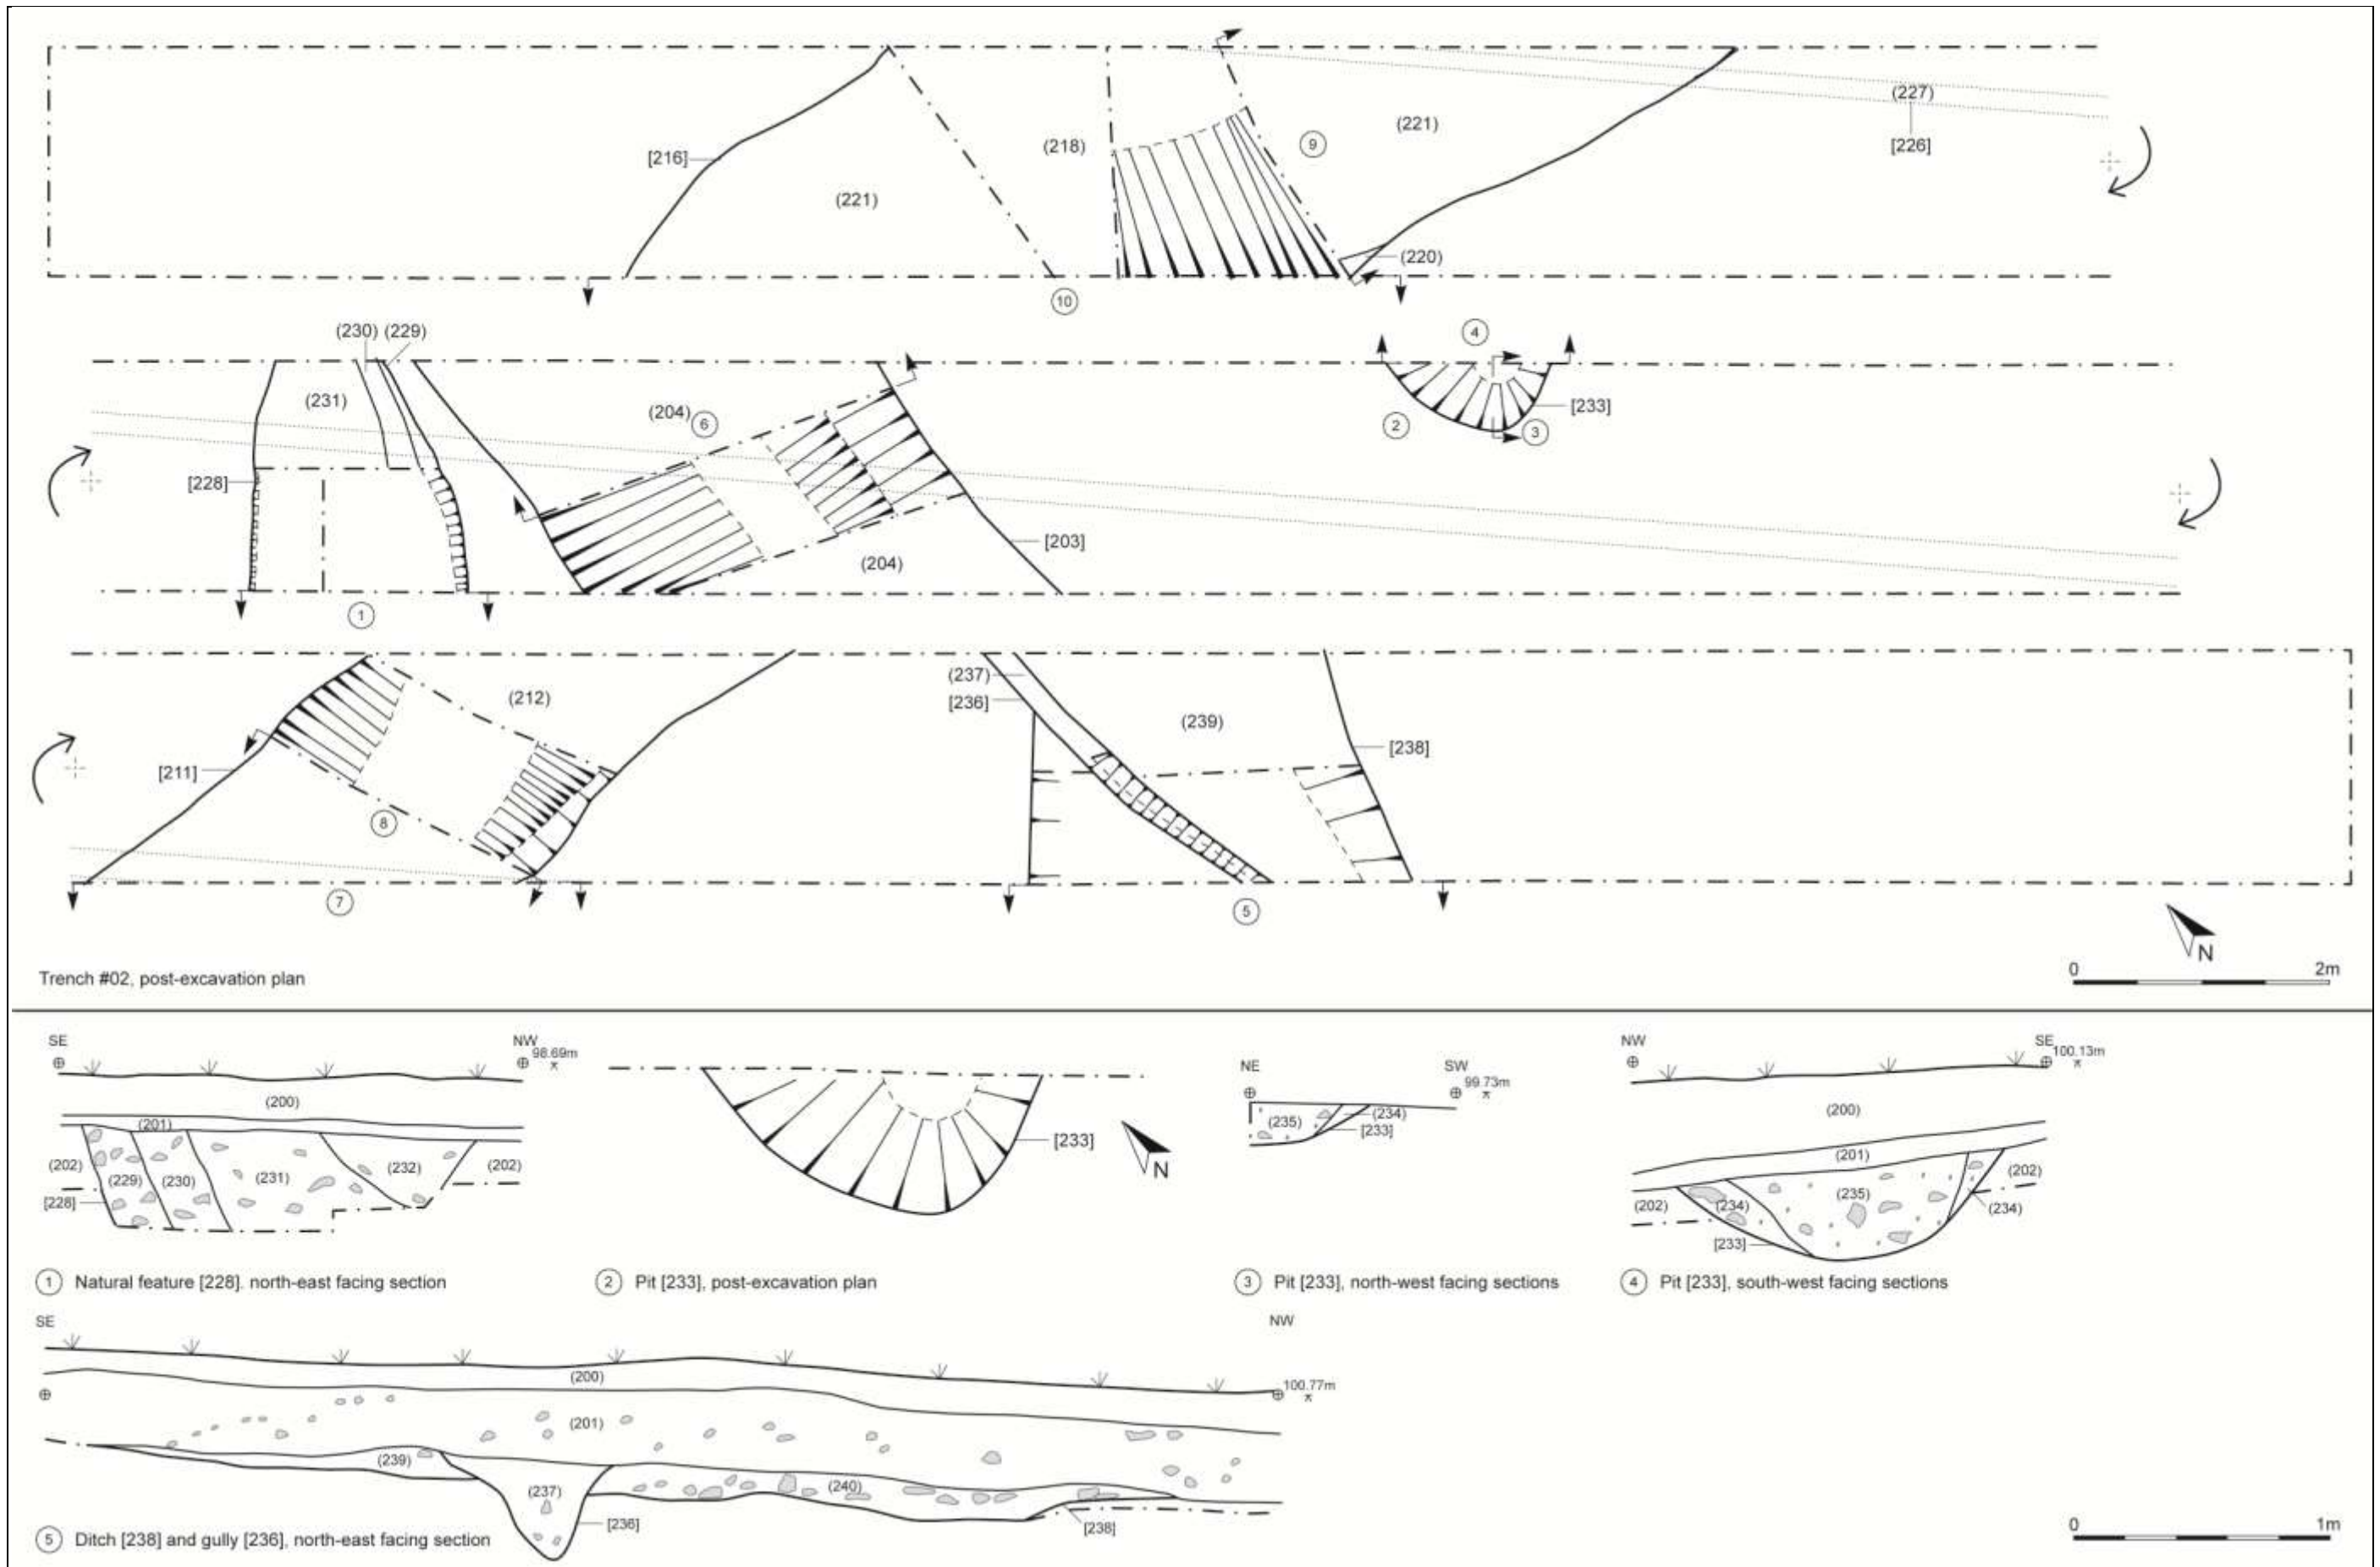 [216]
(221)
(218)
9
(221)
(227)
[226]
(220)
10
(230) (229)
(231)
[228]
1
(204) 6
(204)
[203]
4
2
3
[233]
(212)
[211]
8
7
(237)
[236]
(239)
[238]
5
N
Trench #02, post-excavation plan
0 2m
SE NW
98.69m
(200)
(201)
(202) (229) (230) (231) (232) (202)
[228]
1 Natural feature [228]. north-east facing section
[233]
N
2 Pit [233], post-excavation plan
NE SW
99.73m
(235) (234)
[233]
3 Pit [233], north-west facing sections
NW SE
100.13m
(200)
(201)
(202) (234) (235) (202)
(234)
[233]
4 Pit [233], south-west facing sections
SE NW
(200)
100.77m
(201)
(239)
(237) (240)
[236] [238]
5 Ditch [238] and gully [236], north-east facing section
0 1m